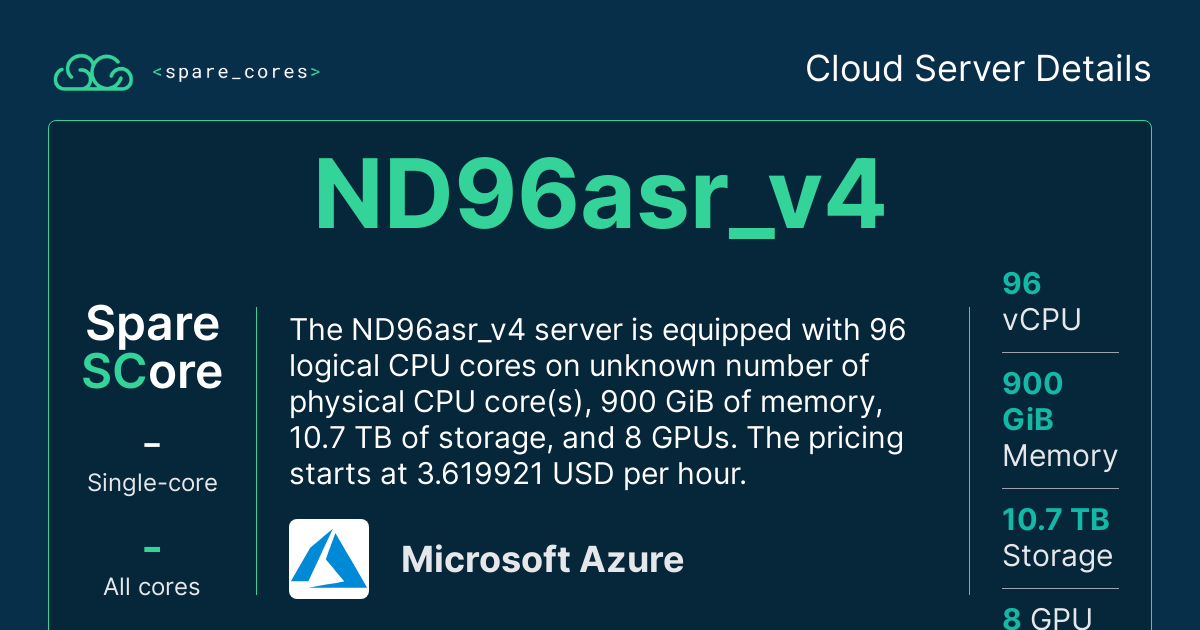 <spare_cores>
Cloud Server Details
ND96asr_v4
Spare
SCore
-
Single-core
-
All cores
The ND96asr_v4 server is equipped with 96
logical CPU cores on unknown number of
physical CPU core(s), 900 GiB of memory,
10.7 TB of storage, and 8 GPUs. The pricing
starts at 3.619921 USD per hour.
Microsoft Azure
96
vCPU
900
GiB
Memory
10.7 TB
Storage
8 GPU